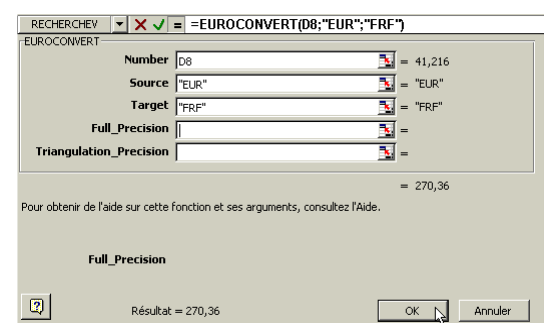 RECHERCHEV = =EUROCONVERT(D8;"EUR";"FRF")
EUROCONVERT
Number D8 = 41,216
Source "EUR" = "EUR"
Target "FRF" = "FRF"
Full_Precision =
Triangulation_Precision =
= 270,36
Pour obtenir de l'aide sur cette fonction et ses arguments, consultez l'Aide.
Full_Precision
? Résultat = 270,36 OK Annuler